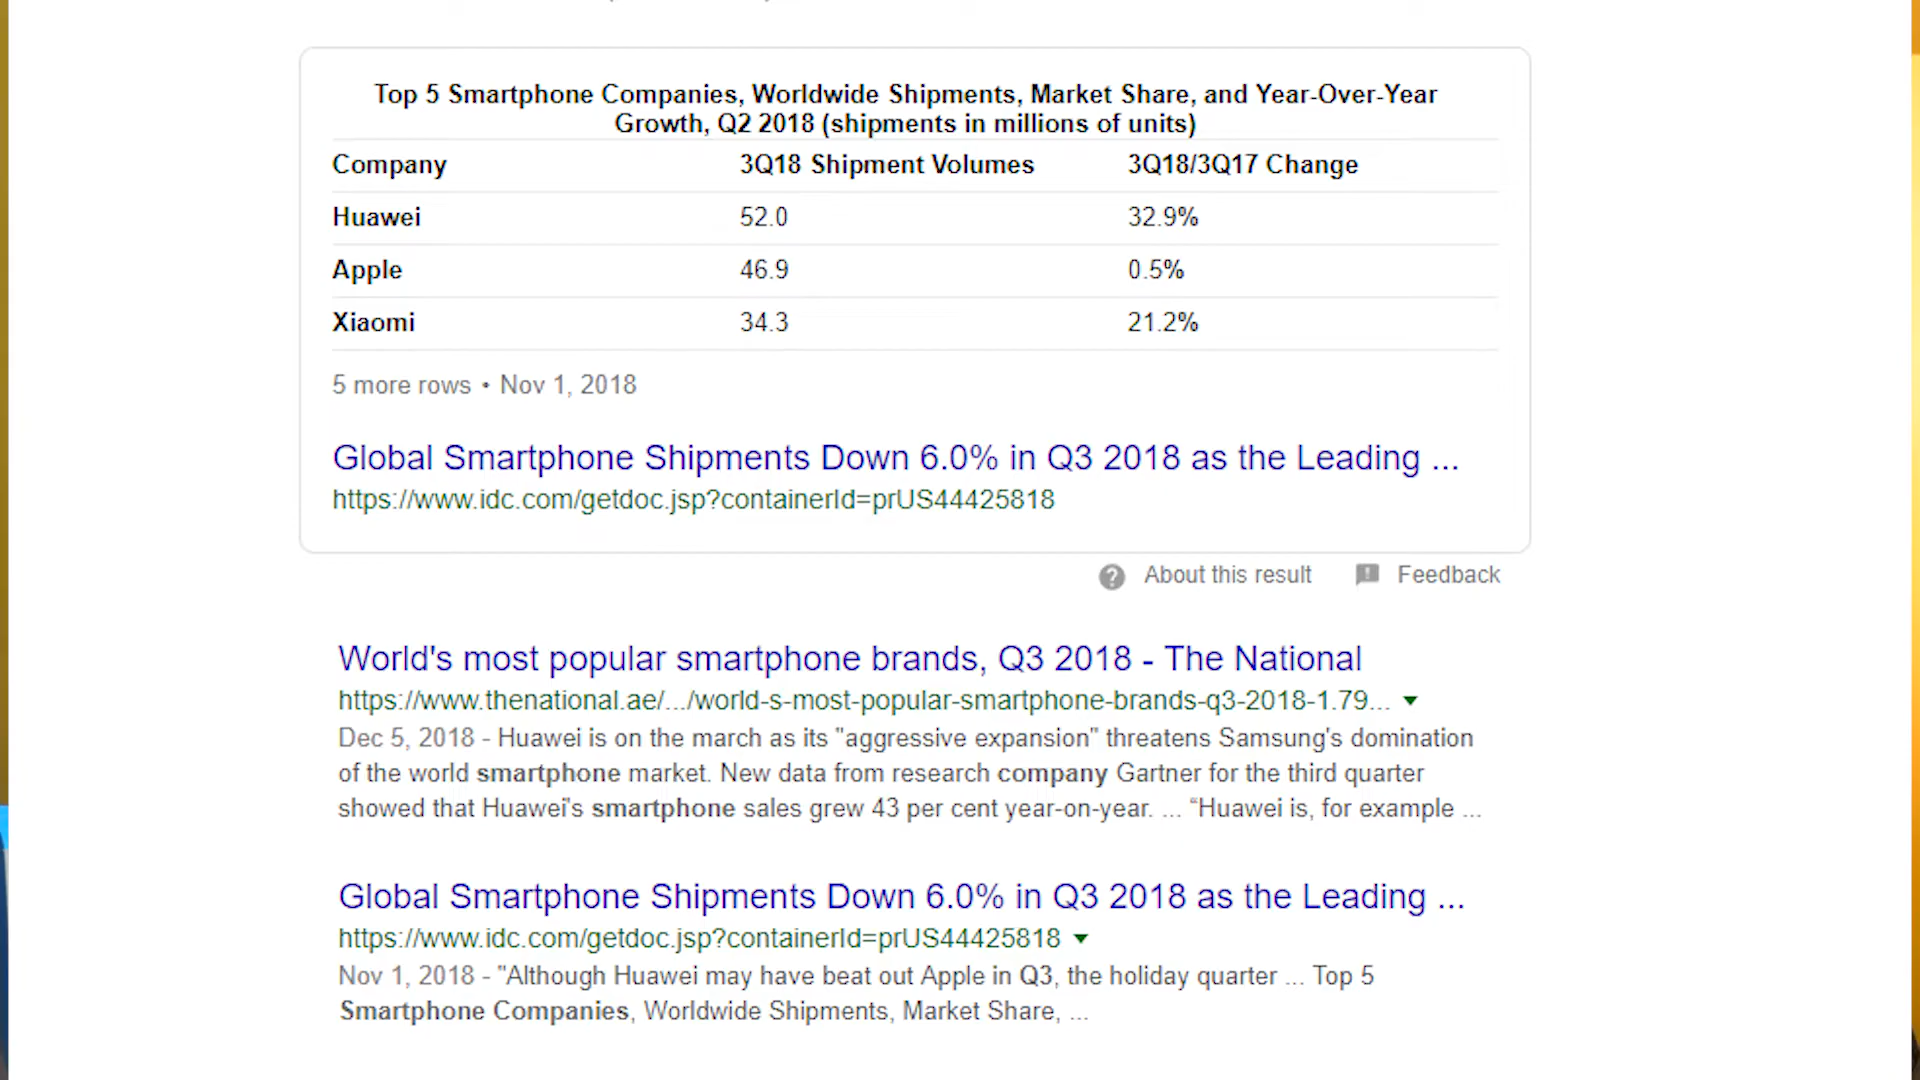 Top 5 Smartphone Companies, Worldwide Shipments, Market Share, and Year-Over-Year
Growth, Q2 2018 (shipments in millions of units)
Company 3Q18 Shipment Volumes 3Q18/3Q17 Change
Huawei 52.0 32.9%
Apple 46.9 0.5%
Xiaomi 34.3 21.2%
5 more rows • Nov 1, 2018
Global Smartphone Shipments Down 6.0% in Q3 2018 as the Leading ...
https://www.idc.com/getdoc.jsp?containerId=prUS44425818
About this result Feedback
World's most popular smartphone brands, Q3 2018 - The National
https://www.thenational.ae/.../world-s-most-popular-smartphone-brands-q3-2018-1.79...
Dec 5, 2018 - Huawei is on the march as its "aggressive expansion" threatens Samsung's domination
of the world smartphone market. New data from research company Gartner for the third quarter
showed that Huawei's smartphone sales grew 43 per cent year-on-year. ... “Huawei is, for example ...
Global Smartphone Shipments Down 6.0% in Q3 2018 as the Leading ...
https://www.idc.com/getdoc.jsp?containerId=prUS44425818
Nov 1, 2018 - "Although Huawei may have beat out Apple in Q3, the holiday quarter ... Top 5
Smartphone Companies, Worldwide Shipments, Market Share, ...